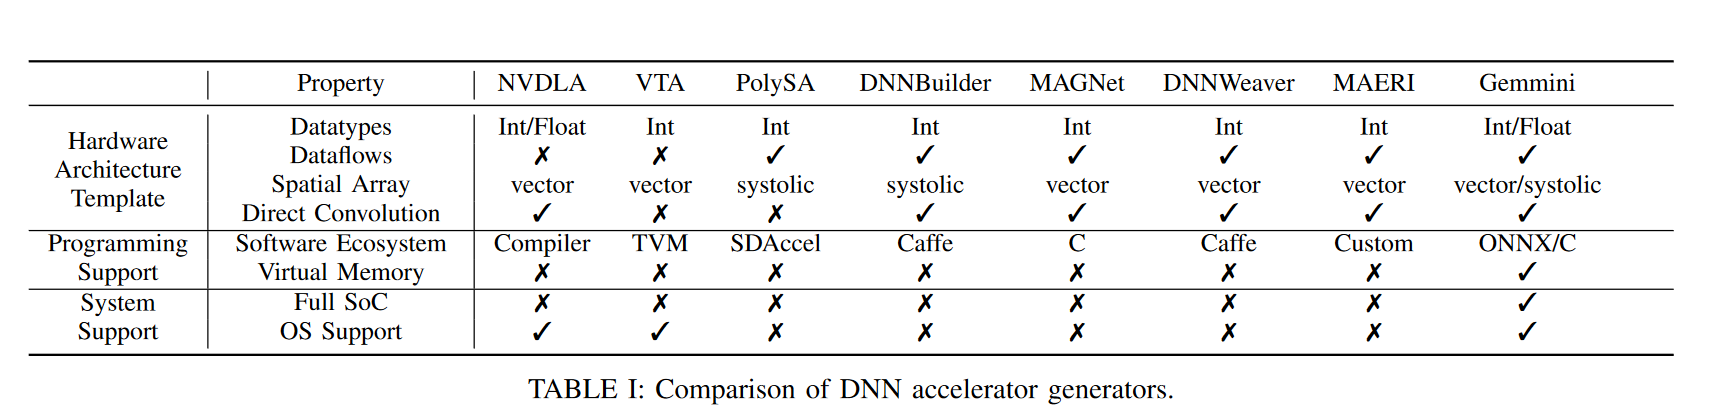 Property NVDLA VTA PolySA DNNBuilder MAGNet DNNWeaver MAERI Gemmini
Hardware Architecture Template
Datatypes Int/Float Int Int Int Int Int Int Int/Float
Dataflows ✗ ✗ ✓ ✓ ✓ ✓ ✓ ✓
Spatial Array vector vector systolic systolic vector vector vector vector/systolic
Direct Convolution ✓ ✗ ✗ ✓ ✓ ✓ ✓ ✓
Programming Support
Software Ecosystem Compiler TVM SDAccel Caffe C Caffe Custom ONNX/C
Virtual Memory ✗ ✗ ✗ ✗ ✗ ✗ ✗ ✓
System Support
Full SoC ✗ ✗ ✗ ✗ ✗ ✗ ✗ ✓
OS Support ✓ ✓ ✗ ✗ ✗ ✗ ✗ ✓
TABLE I: Comparison of DNN accelerator generators.